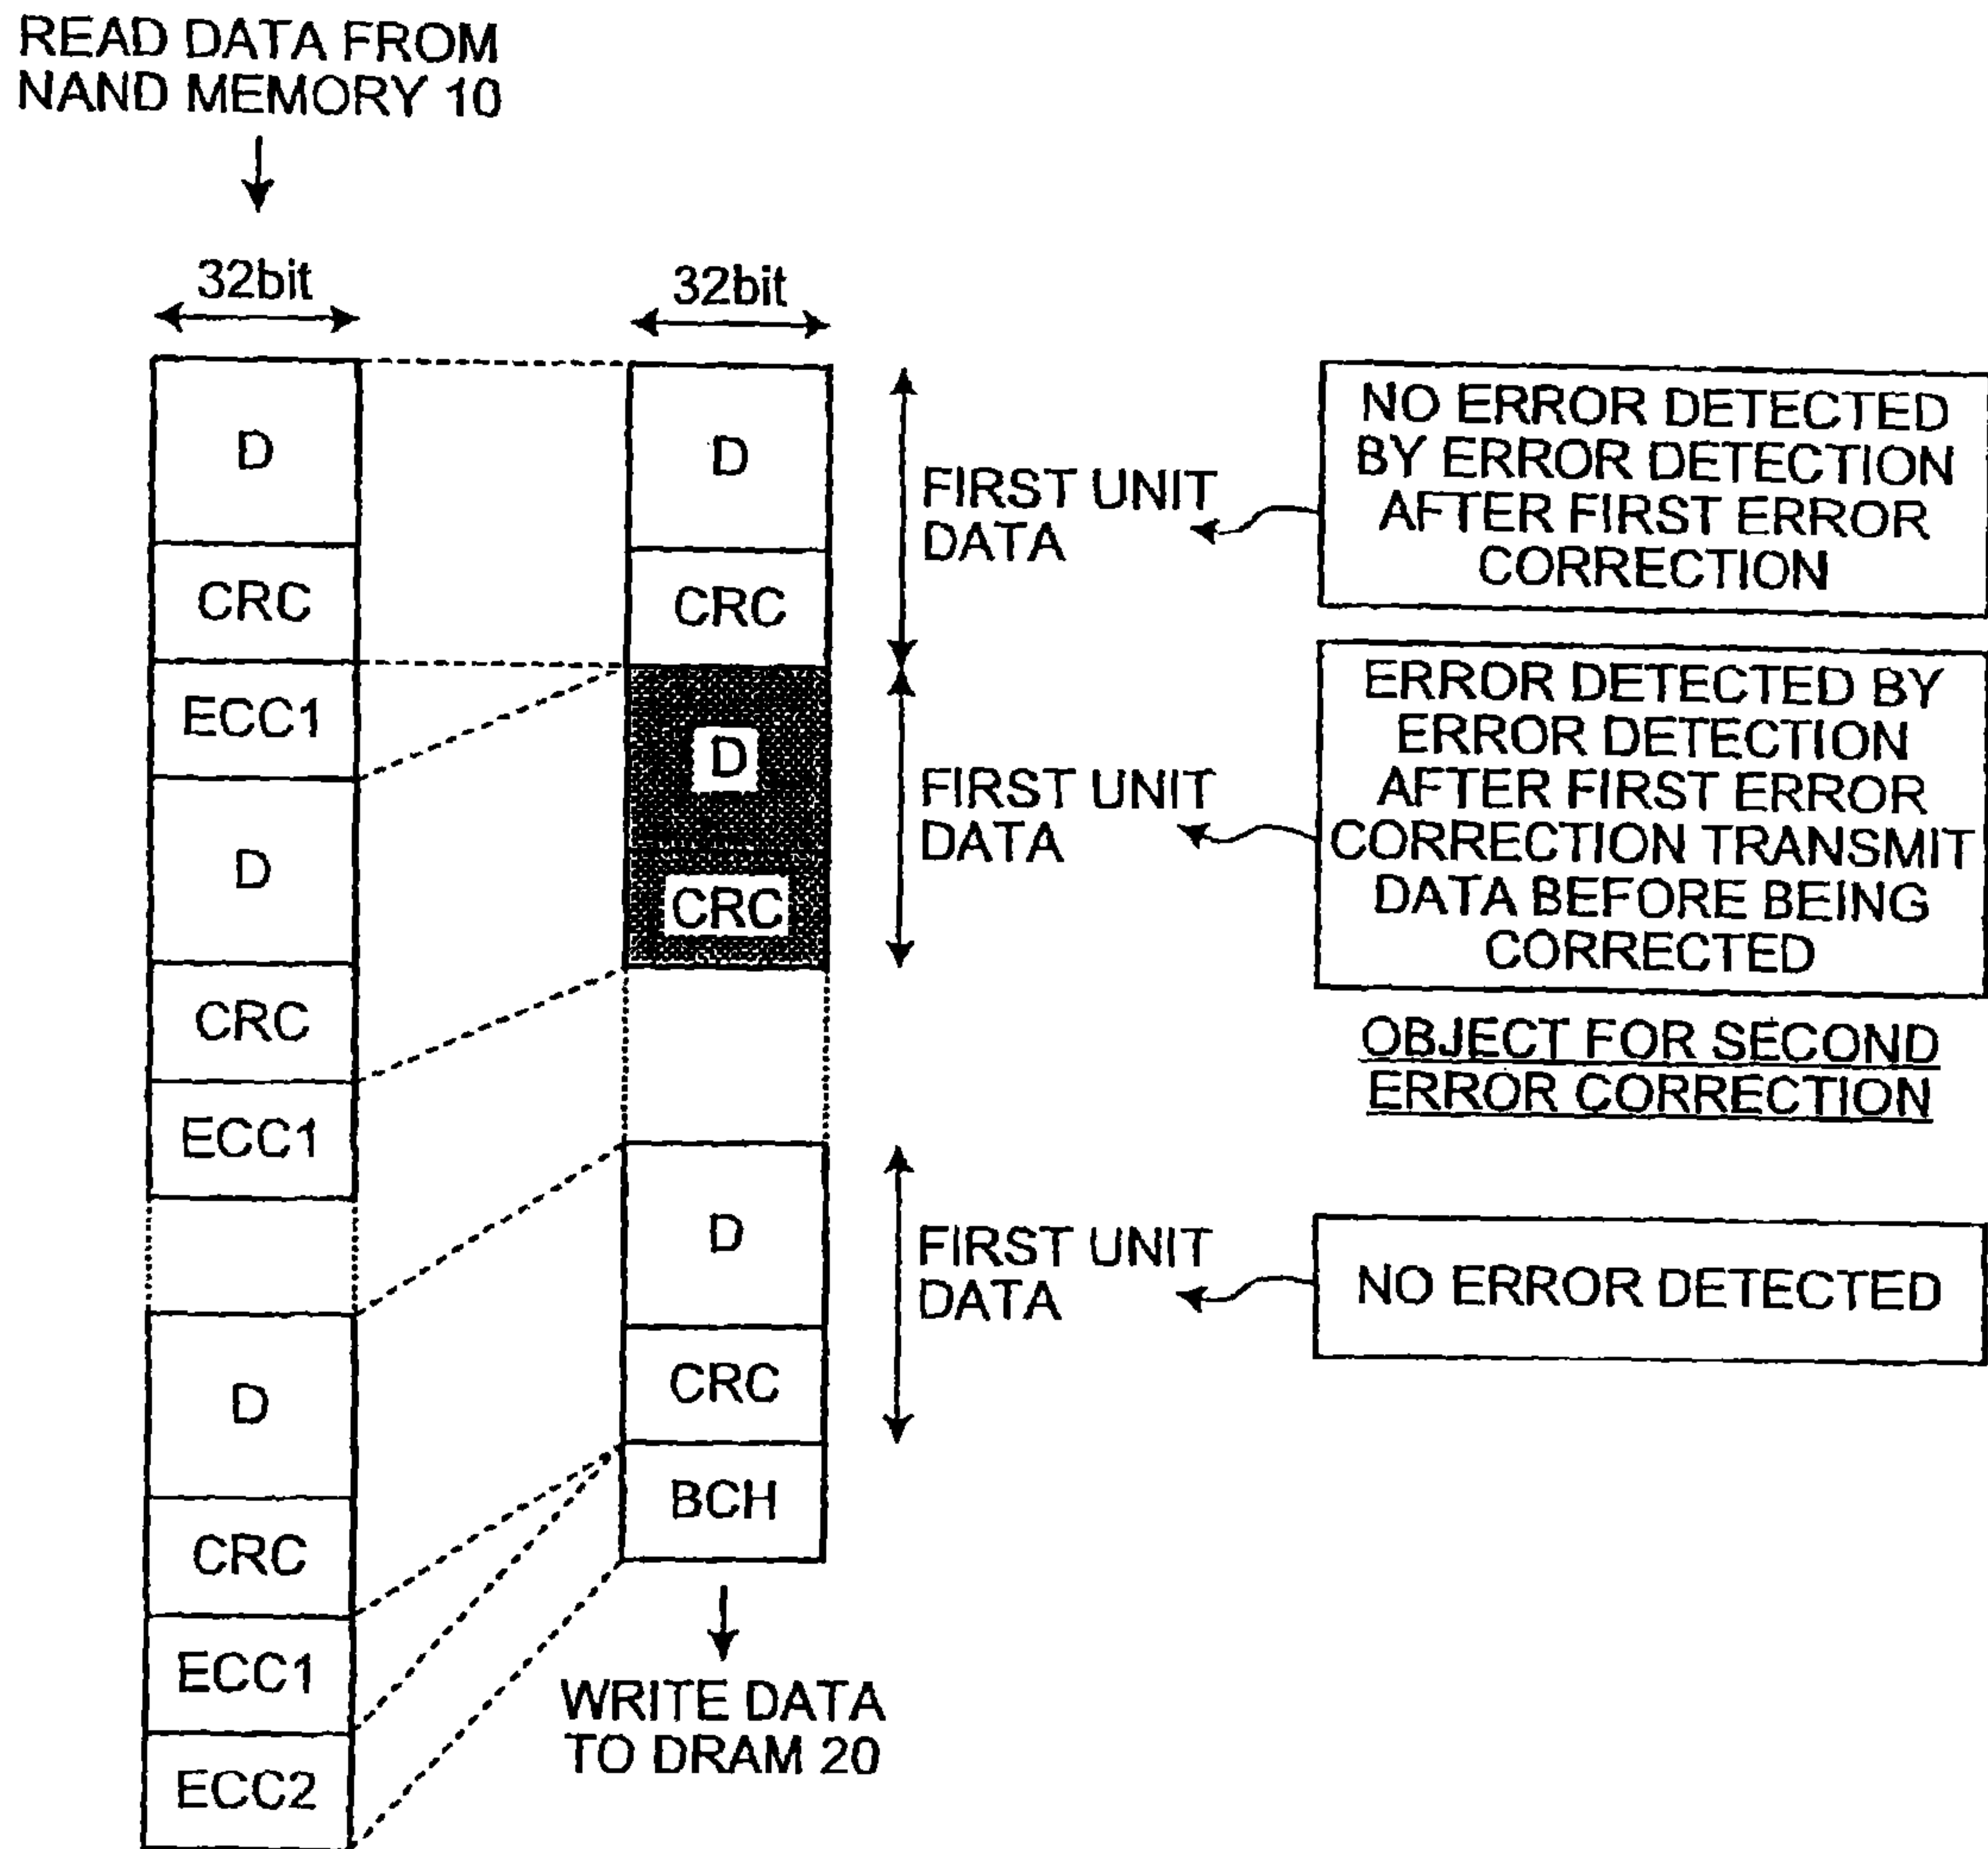 READ DATA FROM
NAND MEMORY 10
32bit
D
CRC
ECC1
D
CRC
ECC1
D
CRC
ECC1
ECC2
32bit
D
CRC
D
CRC
D
CRC
BCH
WRITE DATA
TO DRAM 20
FIRST UNIT
DATA
FIRST UNIT
DATA
FIRST UNIT
DATA
NO ERROR DETECTED
BY ERROR DETECTION
AFTER FIRST ERROR
CORRECTION
ERROR DETECTED BY
ERROR DETECTION
AFTER FIRST ERROR
CORRECTION TRANSMIT
DATA BEFORE BEING
CORRECTED
OBJECT FOR SECOND
ERROR CORRECTION
NO ERROR DETECTED